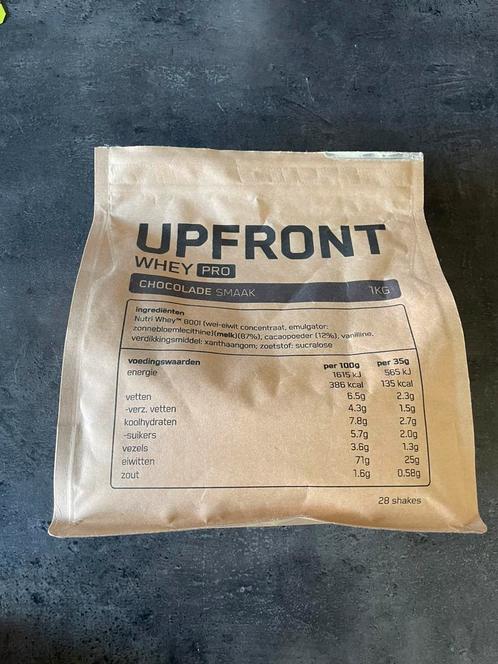 UPFRONT
WHEY PRO
CHOCOLADE SMAAK 1KG
ingrediënten
Nutri Whey™ 800I (wei-eiwit concentraat, emulgator:
zonnebloemlecithine)(melk)(87%), cacaopoeder (12%), vanilline,
verdikkingsmiddel: xanthaangom; zoetstof: sucralose
voedingswaarden per 100g per 35g
energie 1615 kJ 565 kJ
386 kcal 135 kcal
vetten 6.5g 2.3g
-verz. vetten 4.3g 1.5g
koolhydraten 7.8g 2.7g
-suikers 5.7g 2.0g
vezels 3.6g 1.3g
eiwitten 71g 25g
zout 1.6g 0.58g
28 shakes